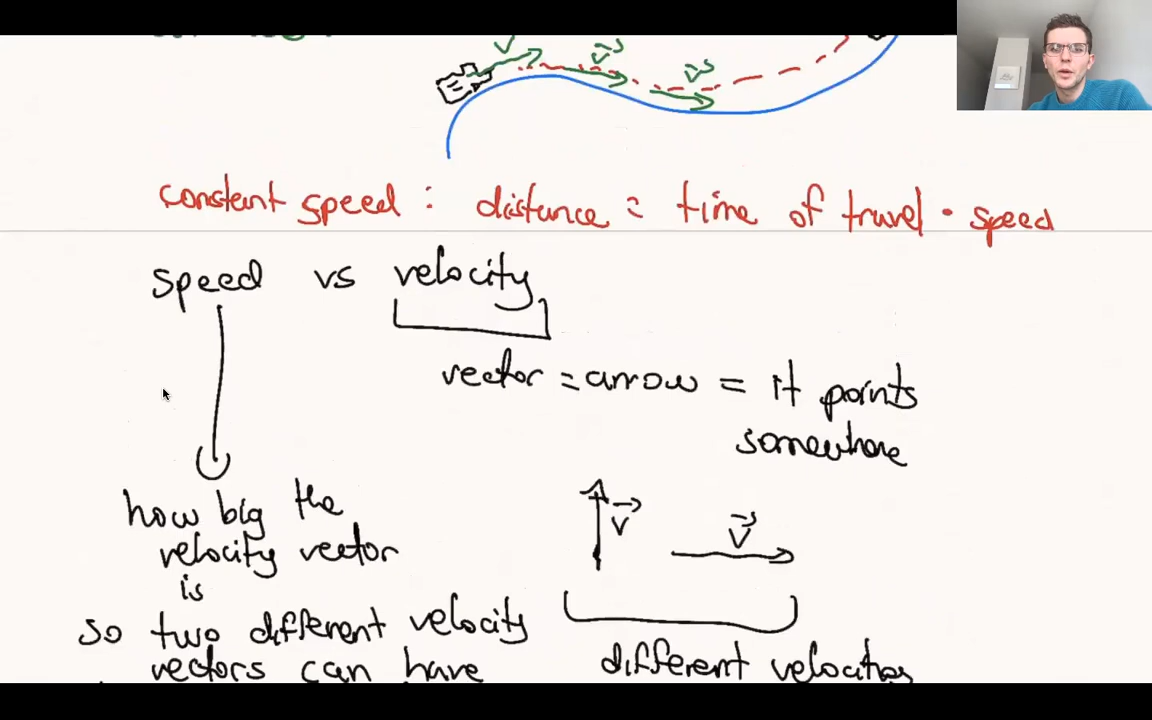 v
v
v
constant speed : distance = time of travel · speed
speed vs velocity
vector = arrow = it points
somewhere
how big the
velocity vector
is
v
v
so two different velocity
vectors can have
different velocities